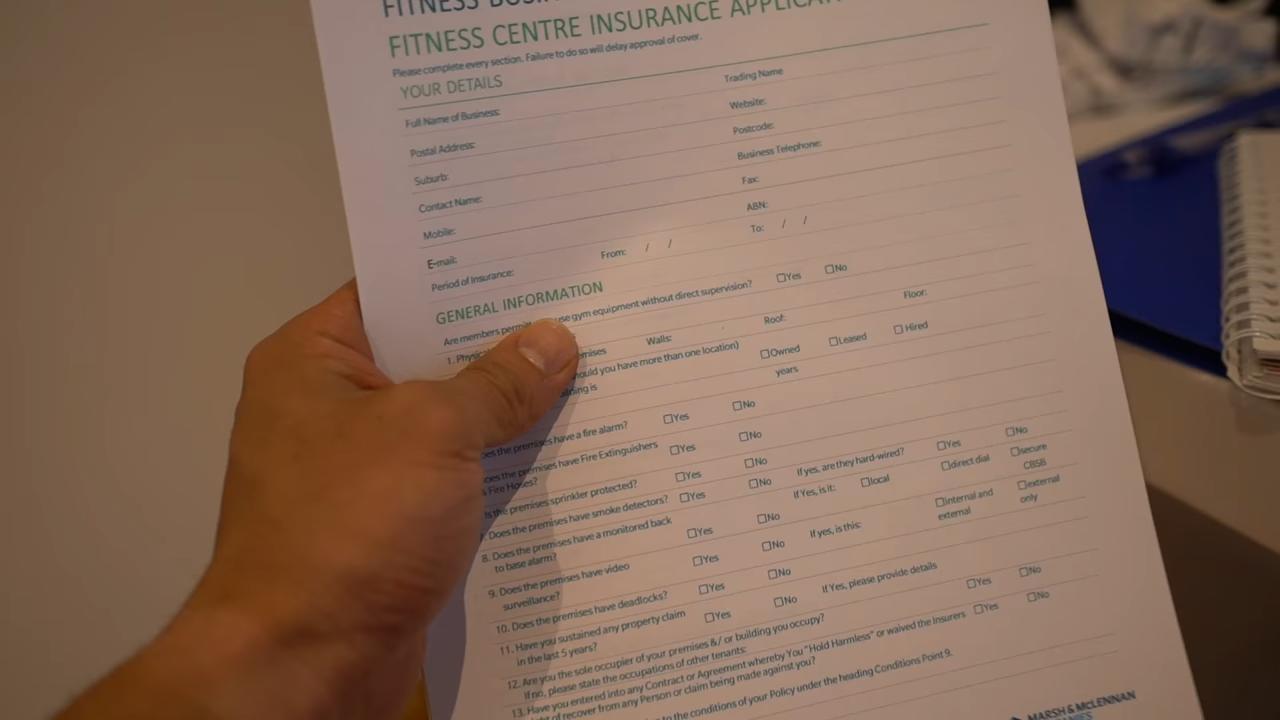 FITNESS
FITNESS CENTRE INSURANCE
Please complete every section. Failure to do so will delay approval of cover.
YOUR DETAILS
Full Name of Business: Trading Name
Postal Address: Website:
Suburb: Postcode:
Contact Name: Business Telephone:
Mobile: Fax:
E-mail: ABN:
Period of Insurance: From: / / To: / /
GENERAL INFORMATION
Are members use gym equipment without direct supervision? ☐Yes ☐No
1. Walls: Roof: Floor:
should you have more than one location)
is ☐Owned ☐Leased ☐Hired
years
the premises have a fire alarm? ☐Yes ☐No
the premises have Fire Extinguishers ☐Yes ☐No
Fire Hoses?
Is the premises sprinkler protected? ☐Yes ☐No
Does the premises have smoke detectors? ☐Yes ☐No If yes, are they hard-wired? ☐Yes ☐No
8. Does the premises have a monitored back ☐Yes ☐No If Yes, is it: ☐local ☐direct dial ☐secure
to base alarm? CBSB
9. Does the premises have video ☐Yes ☐No If yes, is this: ☐internal and ☐external
surveillance? external only
10. Does the premises have deadlocks? ☐Yes ☐No
11. Have you sustained any property claim ☐Yes ☐No If Yes, please provide details
in the last 5 years?
12. Are you the sole occupier of your premises &/ or building you occupy? ☐Yes ☐No
If no, please state the occupations of other tenants:
13. Have you entered into any Contract or Agreement whereby You "Hold Harmless" or waived the Insurers ☐Yes ☐No
of recover from any Person or claim being made against you?
to the conditions of your Policy under the heading Conditions Point 9.
MARSH & MCLENNAN